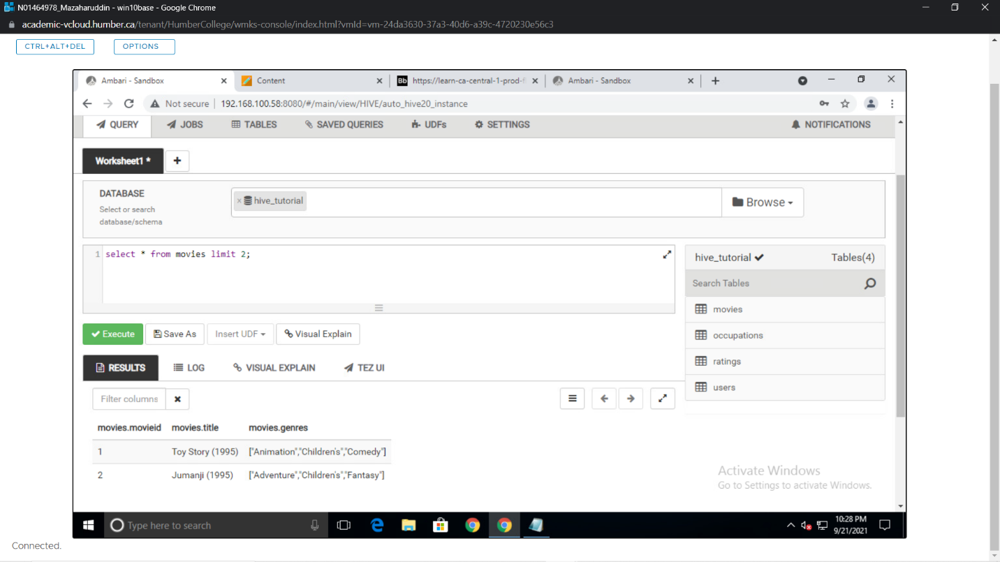 N01464978_Mazaharuddin - win10base - Google Chrome
academic-vcloud.humber.ca/tenant/HumberCollege/wmks-console/index.html?vmId=vm-24da3630-37a3-40d6-a39c-4720230e56c3
CTRL+ALT+DEL OPTIONS
Ambari - Sandbox Content Bb https://learn-ca-central-1-prod-fi Ambari - Sandbox
Not secure 192.168.100.58:8080/#/main/view/HIVE/auto_hive20_instance
QUERY JOBS TABLES SAVED QUERIES UDFs SETTINGS NOTIFICATIONS
Worksheet1 * +
DATABASE
Select or search
database/schema
× hive_tutorial
Browse
1 select * from movies limit 2;
hive_tutorial Tables(4)
Search Tables
movies
occupations
ratings
users
Execute Save As Insert UDF Visual Explain
RESULTS LOG VISUAL EXPLAIN TEZ UI
Filter columns
movies.movieid movies.title movies.genres
1 Toy Story (1995) ["Animation","Children's","Comedy"]
2 Jumanji (1995) ["Adventure","Children's","Fantasy"]
Activate Windows
Go to Settings to activate Windows.
Type here to search
10:28 PM
9/21/2021
Connected.